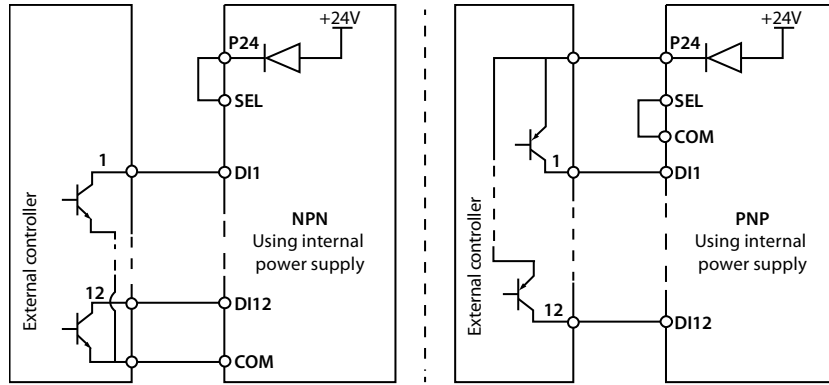 +24V
P24
SEL
1
DI1
External controller
NPN
Using internal
power supply
12
DI12
COM
+24V
P24
SEL
COM
1
DI1
External controller
PNP
Using internal
power supply
12
DI12